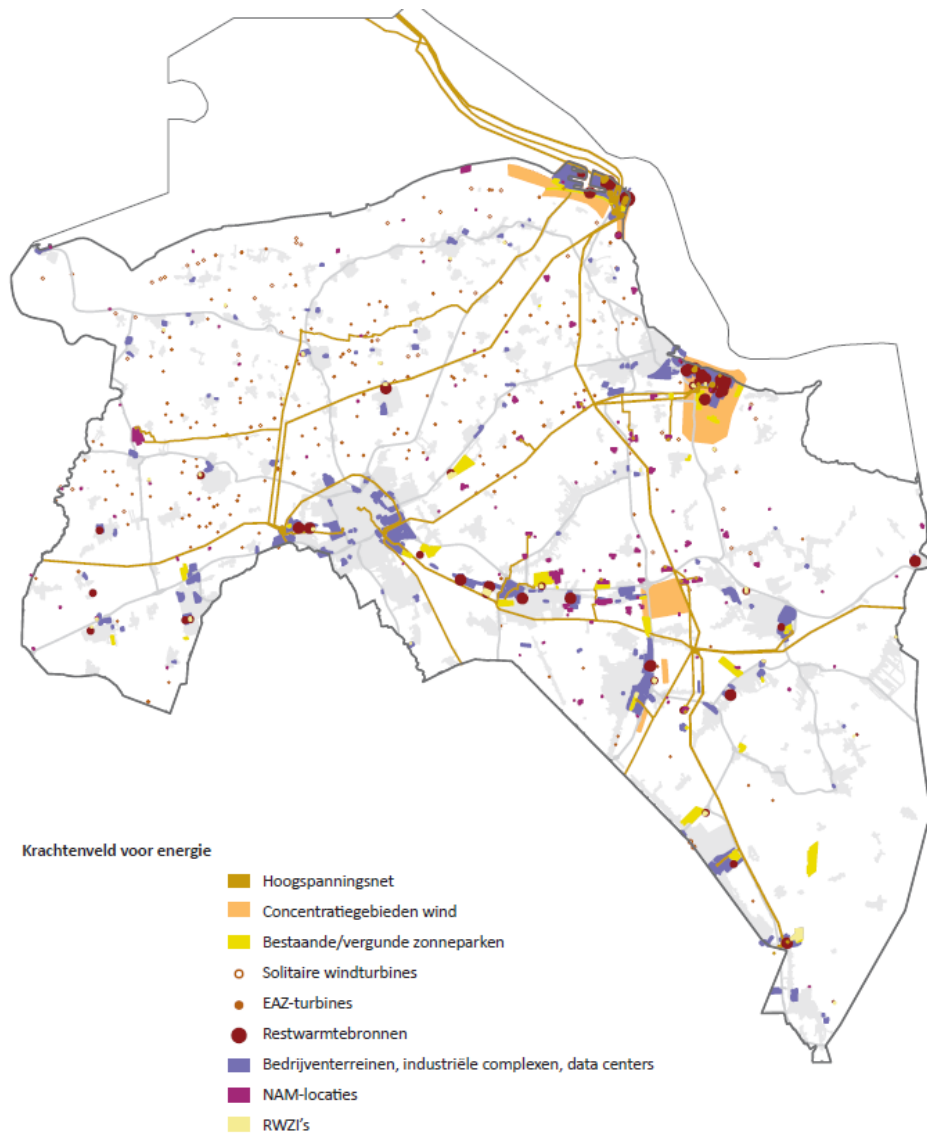 Krachtenveld voor energie
Hoogspanningsnet
Concentratiegebieden wind
Bestaande/vergunde zonneparken
Solitaire windturbines
EAZ-turbines
Restwarmtebronnen
Bedrijventerreinen, industriële complexen, data centers
NAM-locaties
RWZI's